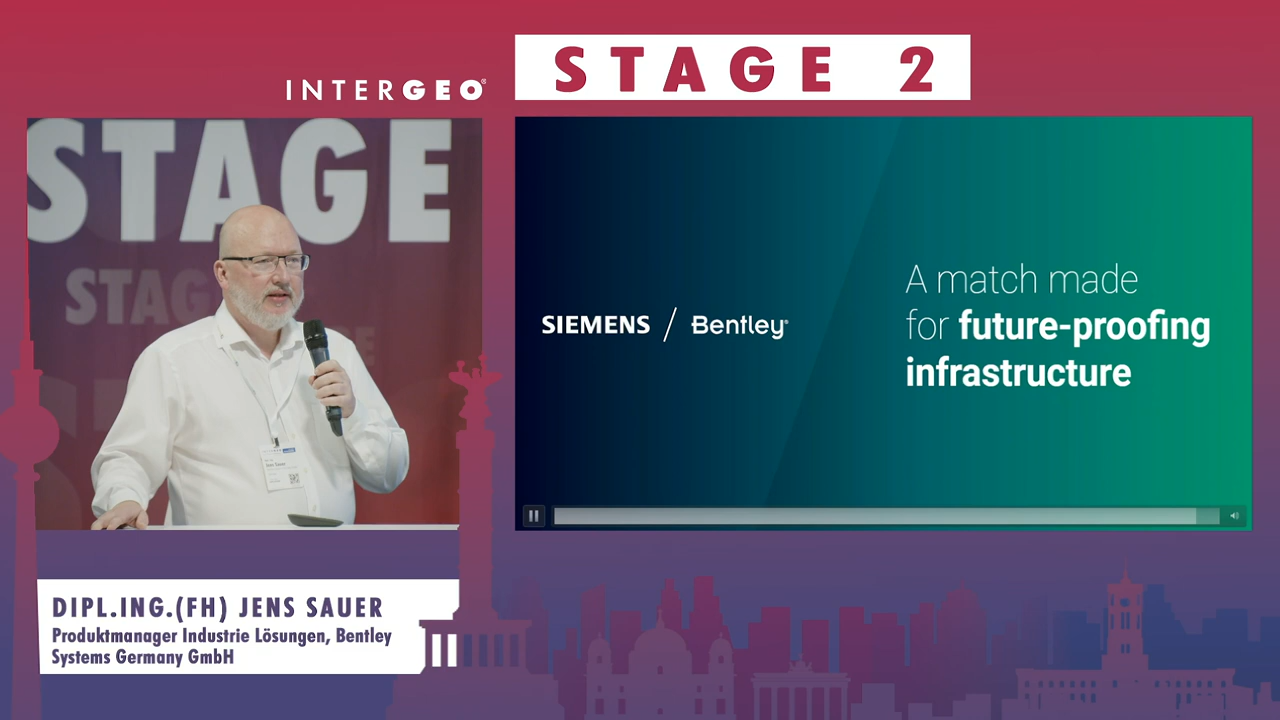 INTERGEO®
STAGE 2
STAGE
STAGE
SIEMENS / Bentley®
A match made
for future-proofing
infrastructure
DIPL.ING.(FH) JENS SAUER
Produktmanager Industrie Lösungen, Bentley
Systems Germany GmbH